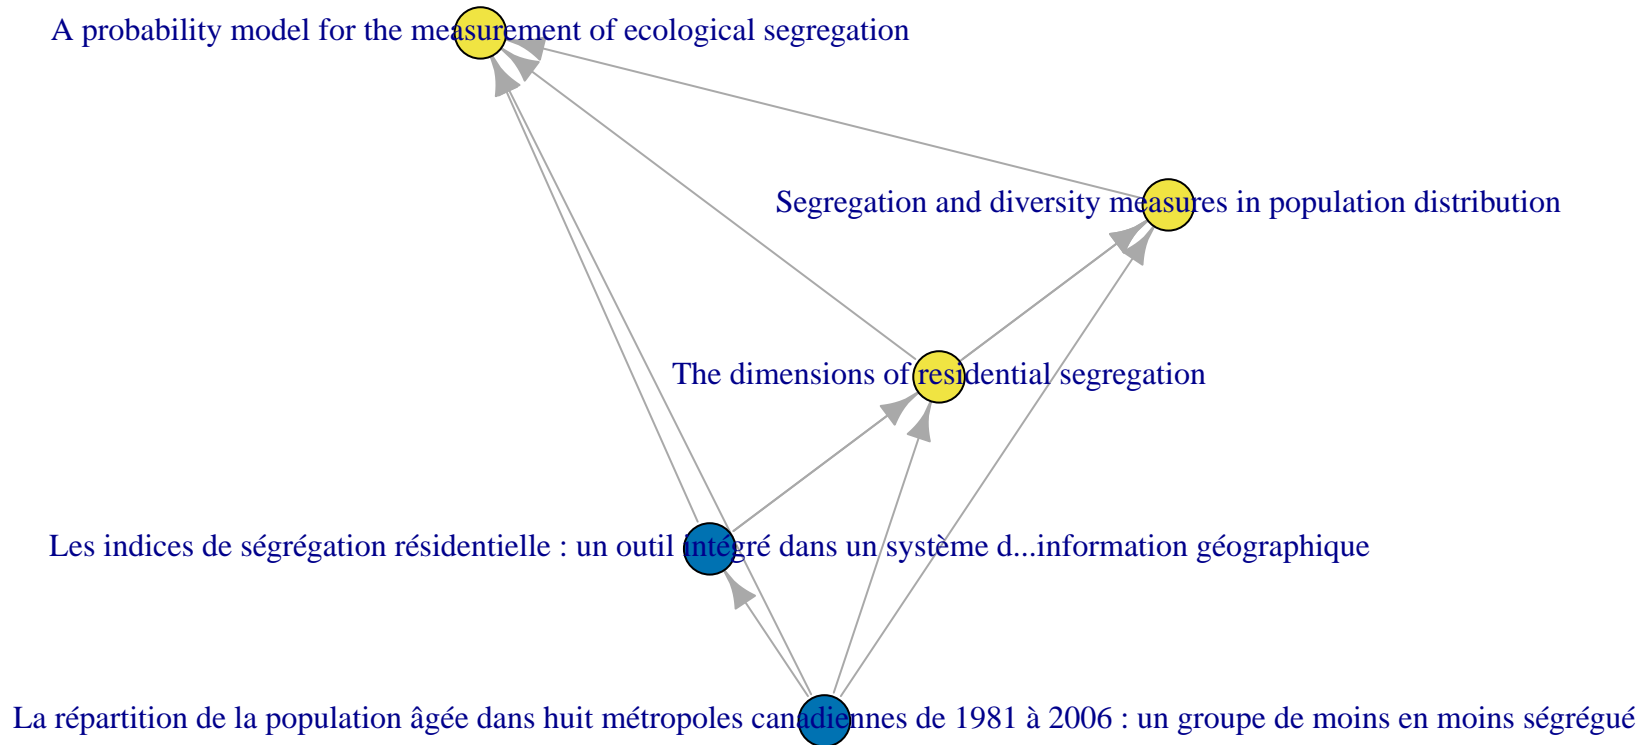 A probability model for the measurement of ecological segregation
Segregation and diversity measures in population distribution
The dimensions of residential segregation
Les indices de ségrégation résidentielle : un outil intégré dans un système d...information géographique
La répartition de la population âgée dans huit métropoles canadiennes de 1981 à 2006 : un groupe de moins en moins ségrégué